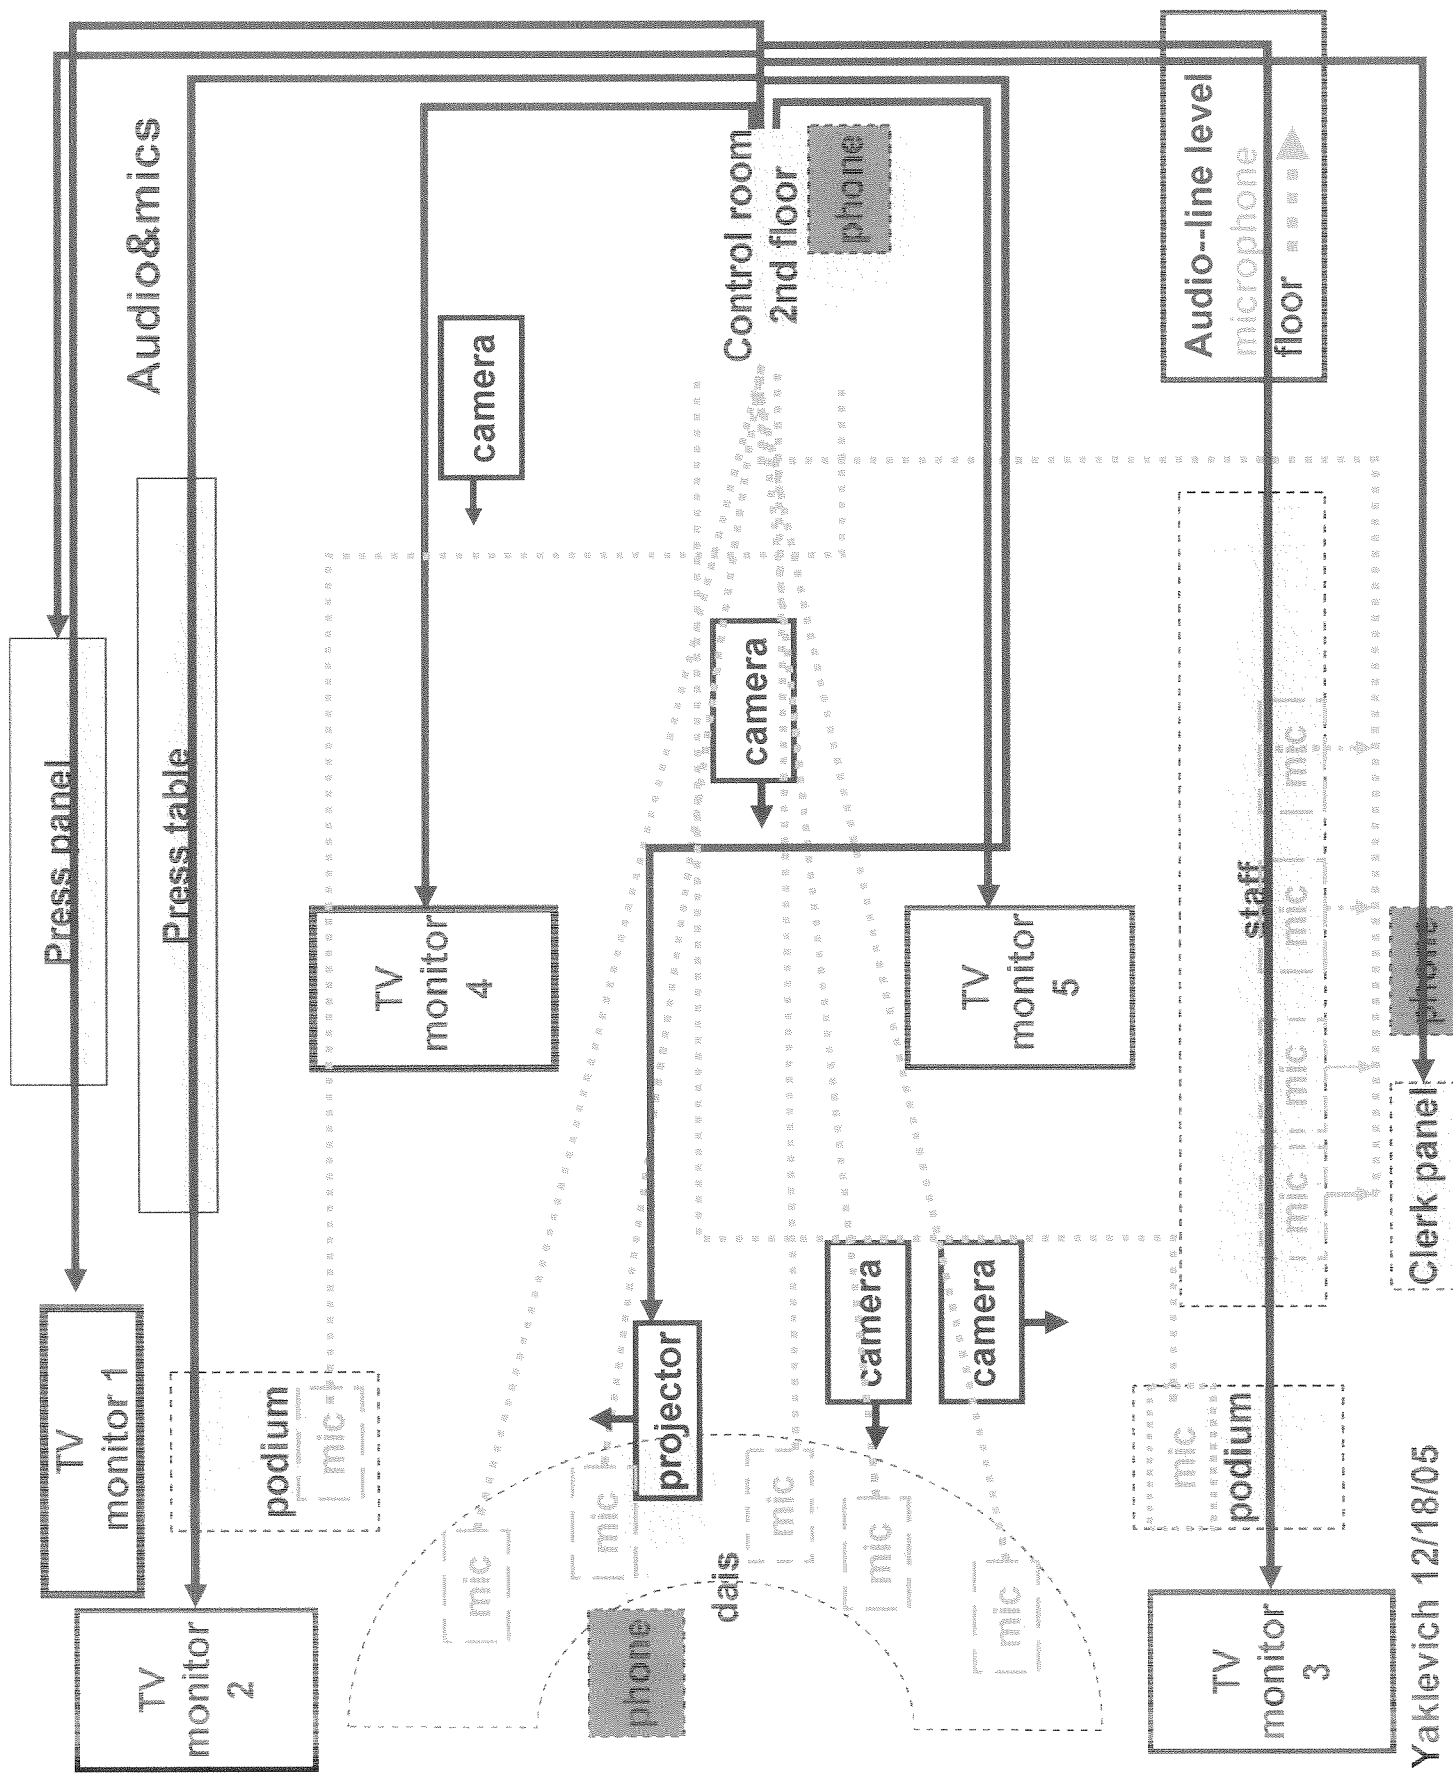 Audio&mics
Press panel
TV
monitor 1
Press table
TV
monitor
2
podium
mic
TV
monitor
4
camera
mic
mic
phone
projector
dais
Control room
2nd floor
camera
mic
phone
camera
mic
camera
mic
TV
monitor
5
mic
podium
Audio--line level
microphone
floor
TV
monitor
3
staff
mic
mic
mic
mic
phone
Clerk panel
Yaklevich 12/18/05